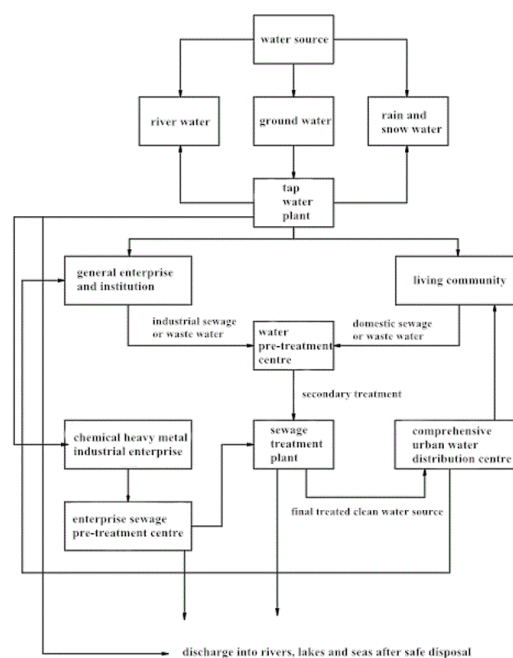 water source
river water
ground water
rain and
snow water
tap
water
plant
general enterprise
and institution
living community
industrial sewage
or waste water
water
pre-treatment
centre
domestic sewage
or waste water
secondary treatment
chemical heavy metal
industrial enterprise
sewage
treatment
plant
comprehensive
urban water
distribution centre
enterprise sewage
pre-treatment centre
final treated clean water source
discharge into rivers, lakes and seas after safe disposal